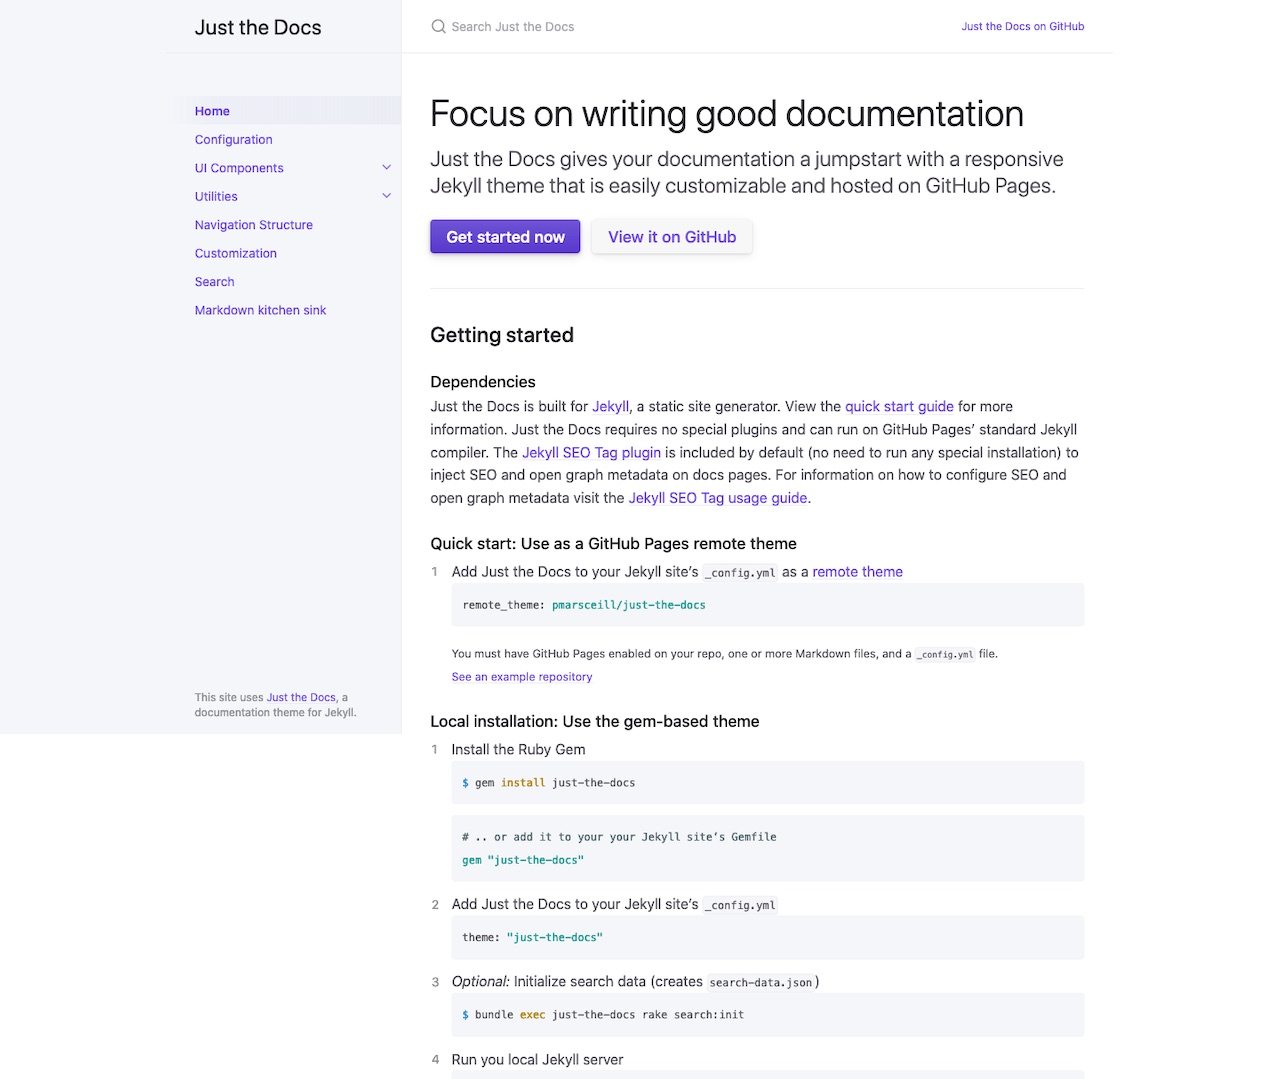 Just the Docs
Search Just the Docs
Just the Docs on GitHub
Home
Configuration
UI Components
Utilities
Navigation Structure
Customization
Search
Markdown kitchen sink
This site uses Just the Docs, a
documentation theme for Jekyll.
Focus on writing good documentation
Just the Docs gives your documentation a jumpstart with a responsive
Jekyll theme that is easily customizable and hosted on GitHub Pages.
Get started now
View it on GitHub
Getting started
Dependencies
Just the Docs is built for Jekyll, a static site generator. View the quick start guide for more
information. Just the Docs requires no special plugins and can run on GitHub Pages’ standard Jekyll
compiler. The Jekyll SEO Tag plugin is included by default (no need to run any special installation) to
inject SEO and open graph metadata on docs pages. For information on how to configure SEO and
open graph metadata visit the Jekyll SEO Tag usage guide.
Quick start: Use as a GitHub Pages remote theme
1 Add Just the Docs to your Jekyll site’s _config.yml as a remote theme
remote_theme: pmarsceill/just-the-docs
You must have GitHub Pages enabled on your repo, one or more Markdown files, and a _config.yml file.
See an example repository
Local installation: Use the gem-based theme
1 Install the Ruby Gem
$ gem install just-the-docs
# .. or add it to your your Jekyll site’s Gemfile
gem "just-the-docs"
2 Add Just the Docs to your Jekyll site’s _config.yml
theme: "just-the-docs"
3 Optional: Initialize search data (creates search-data.json)
$ bundle exec just-the-docs rake search:init
4 Run you local Jekyll server